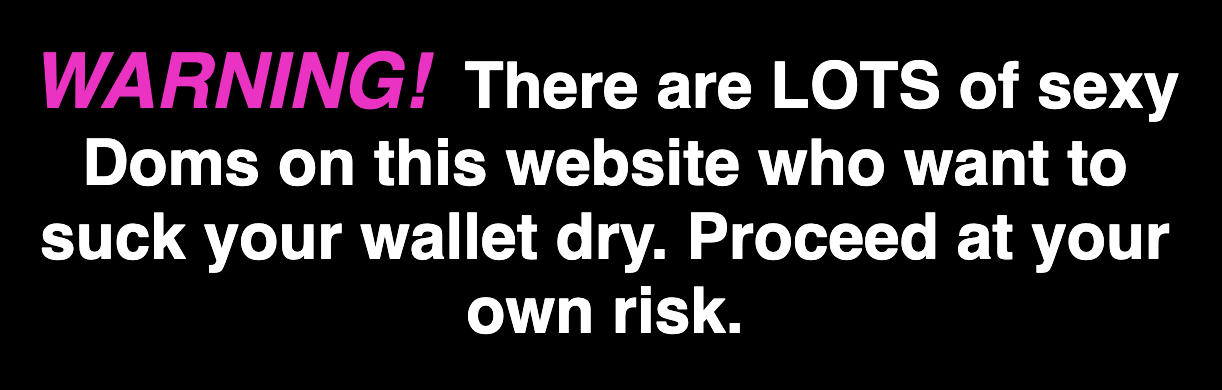 WARNING! There are LOTS of sexy
Doms on this website who want to
suck your wallet dry. Proceed at your
own risk.